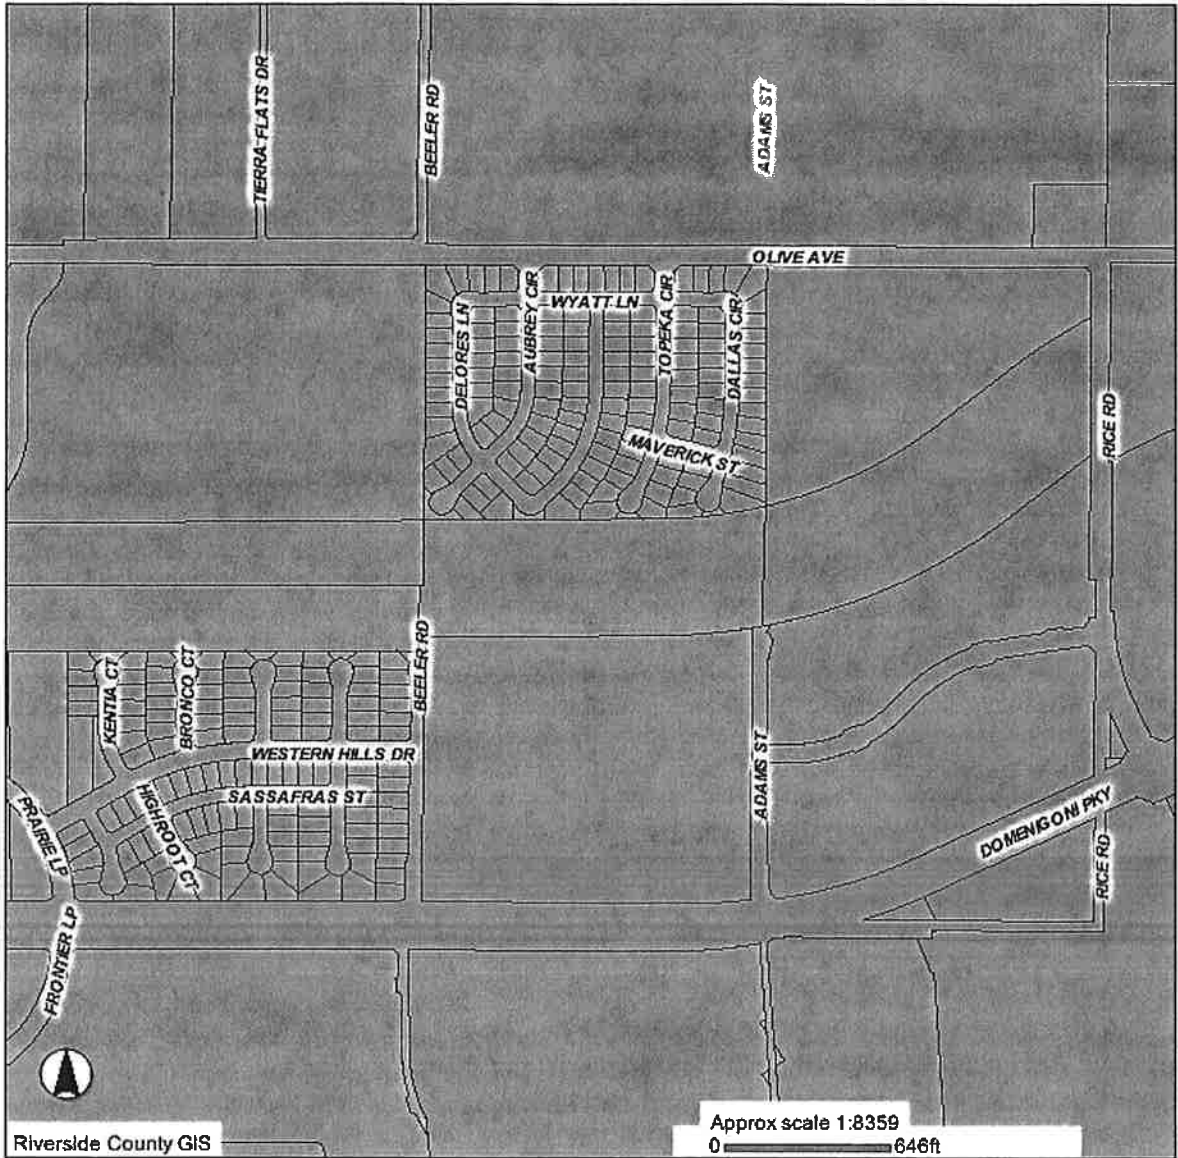 TIERRA FLATS DR
BEELER RD
ADAMS ST
OLIVE AVE
DELORES LN
AUBREY CIR
WYATT LN
TOPEKA CIR
DALLAS CIR
MAVERICK ST
RICE RD
KENTIA CT
BRONCO CT
BEELER RD
WESTERN HILLS DR
SASSAFRAS ST
HIGHROOT CT
PRAIRIE LP
ADAMS ST
DOMENIGONI PKY
RICE RD
FRONTIER LP
Approx scale 1:8359
0 646ft
Riverside County GIS